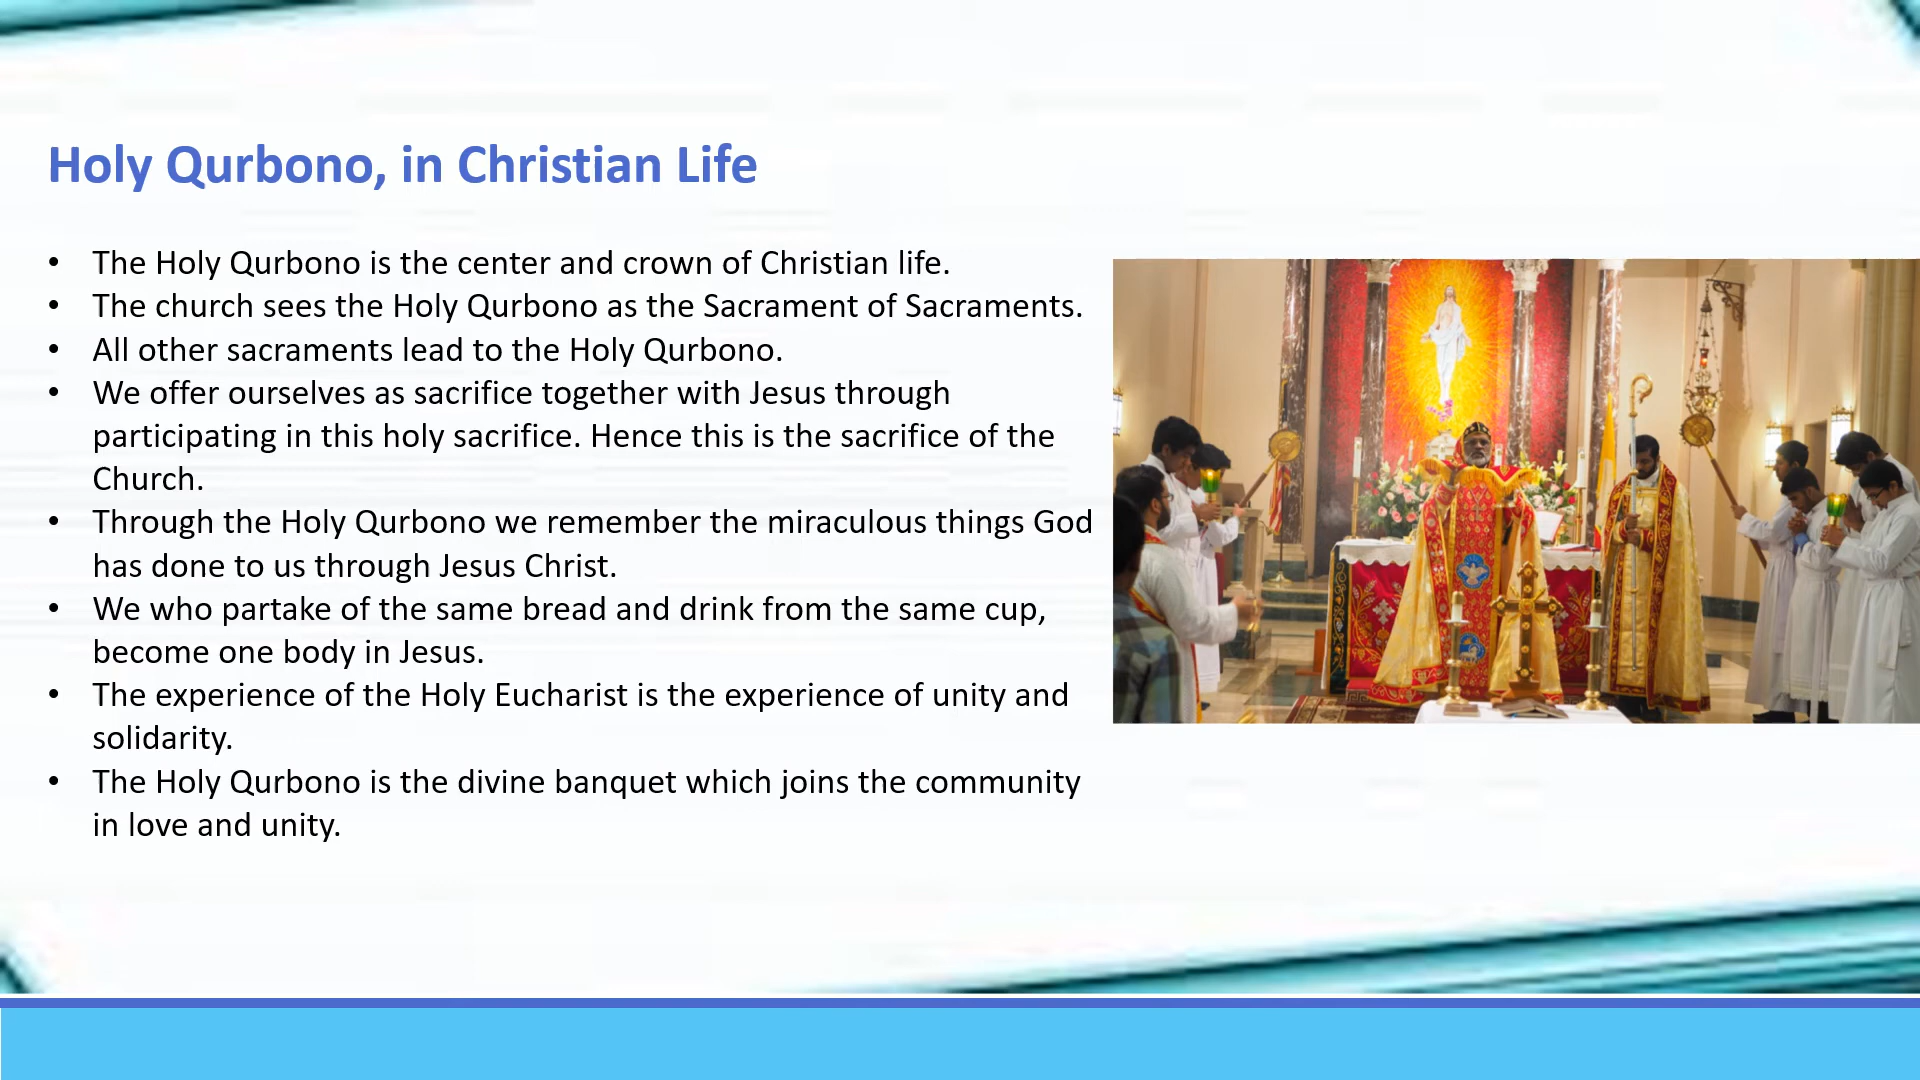 Holy Qurbono, in Christian Life
• The Holy Qurbono is the center and crown of Christian life.
• The church sees the Holy Qurbono as the Sacrament of Sacraments.
• All other sacraments lead to the Holy Qurbono.
• We offer ourselves as sacrifice together with Jesus through
participating in this holy sacrifice. Hence this is the sacrifice of the
Church.
• Through the Holy Qurbono we remember the miraculous things God
has done to us through Jesus Christ.
• We who partake of the same bread and drink from the same cup,
become one body in Jesus.
• The experience of the Holy Eucharist is the experience of unity and
solidarity.
• The Holy Qurbono is the divine banquet which joins the community
in love and unity.